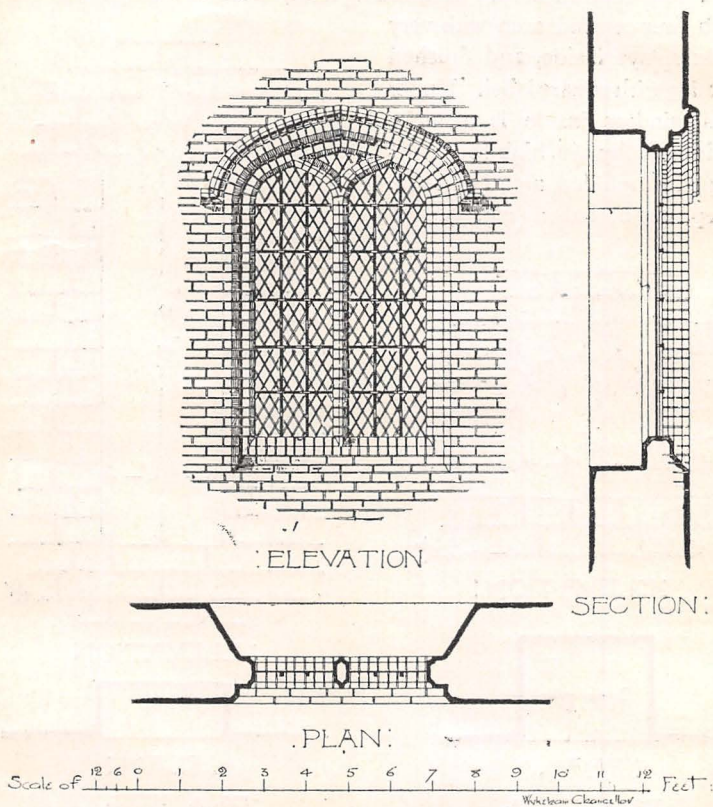 : ELEVATION
SECTION:
. PLAN:
Scale of 12 6 0 1 2 3 4 5 6 7 8 9 10 11 12 Feet:
Wykeham Chancellor